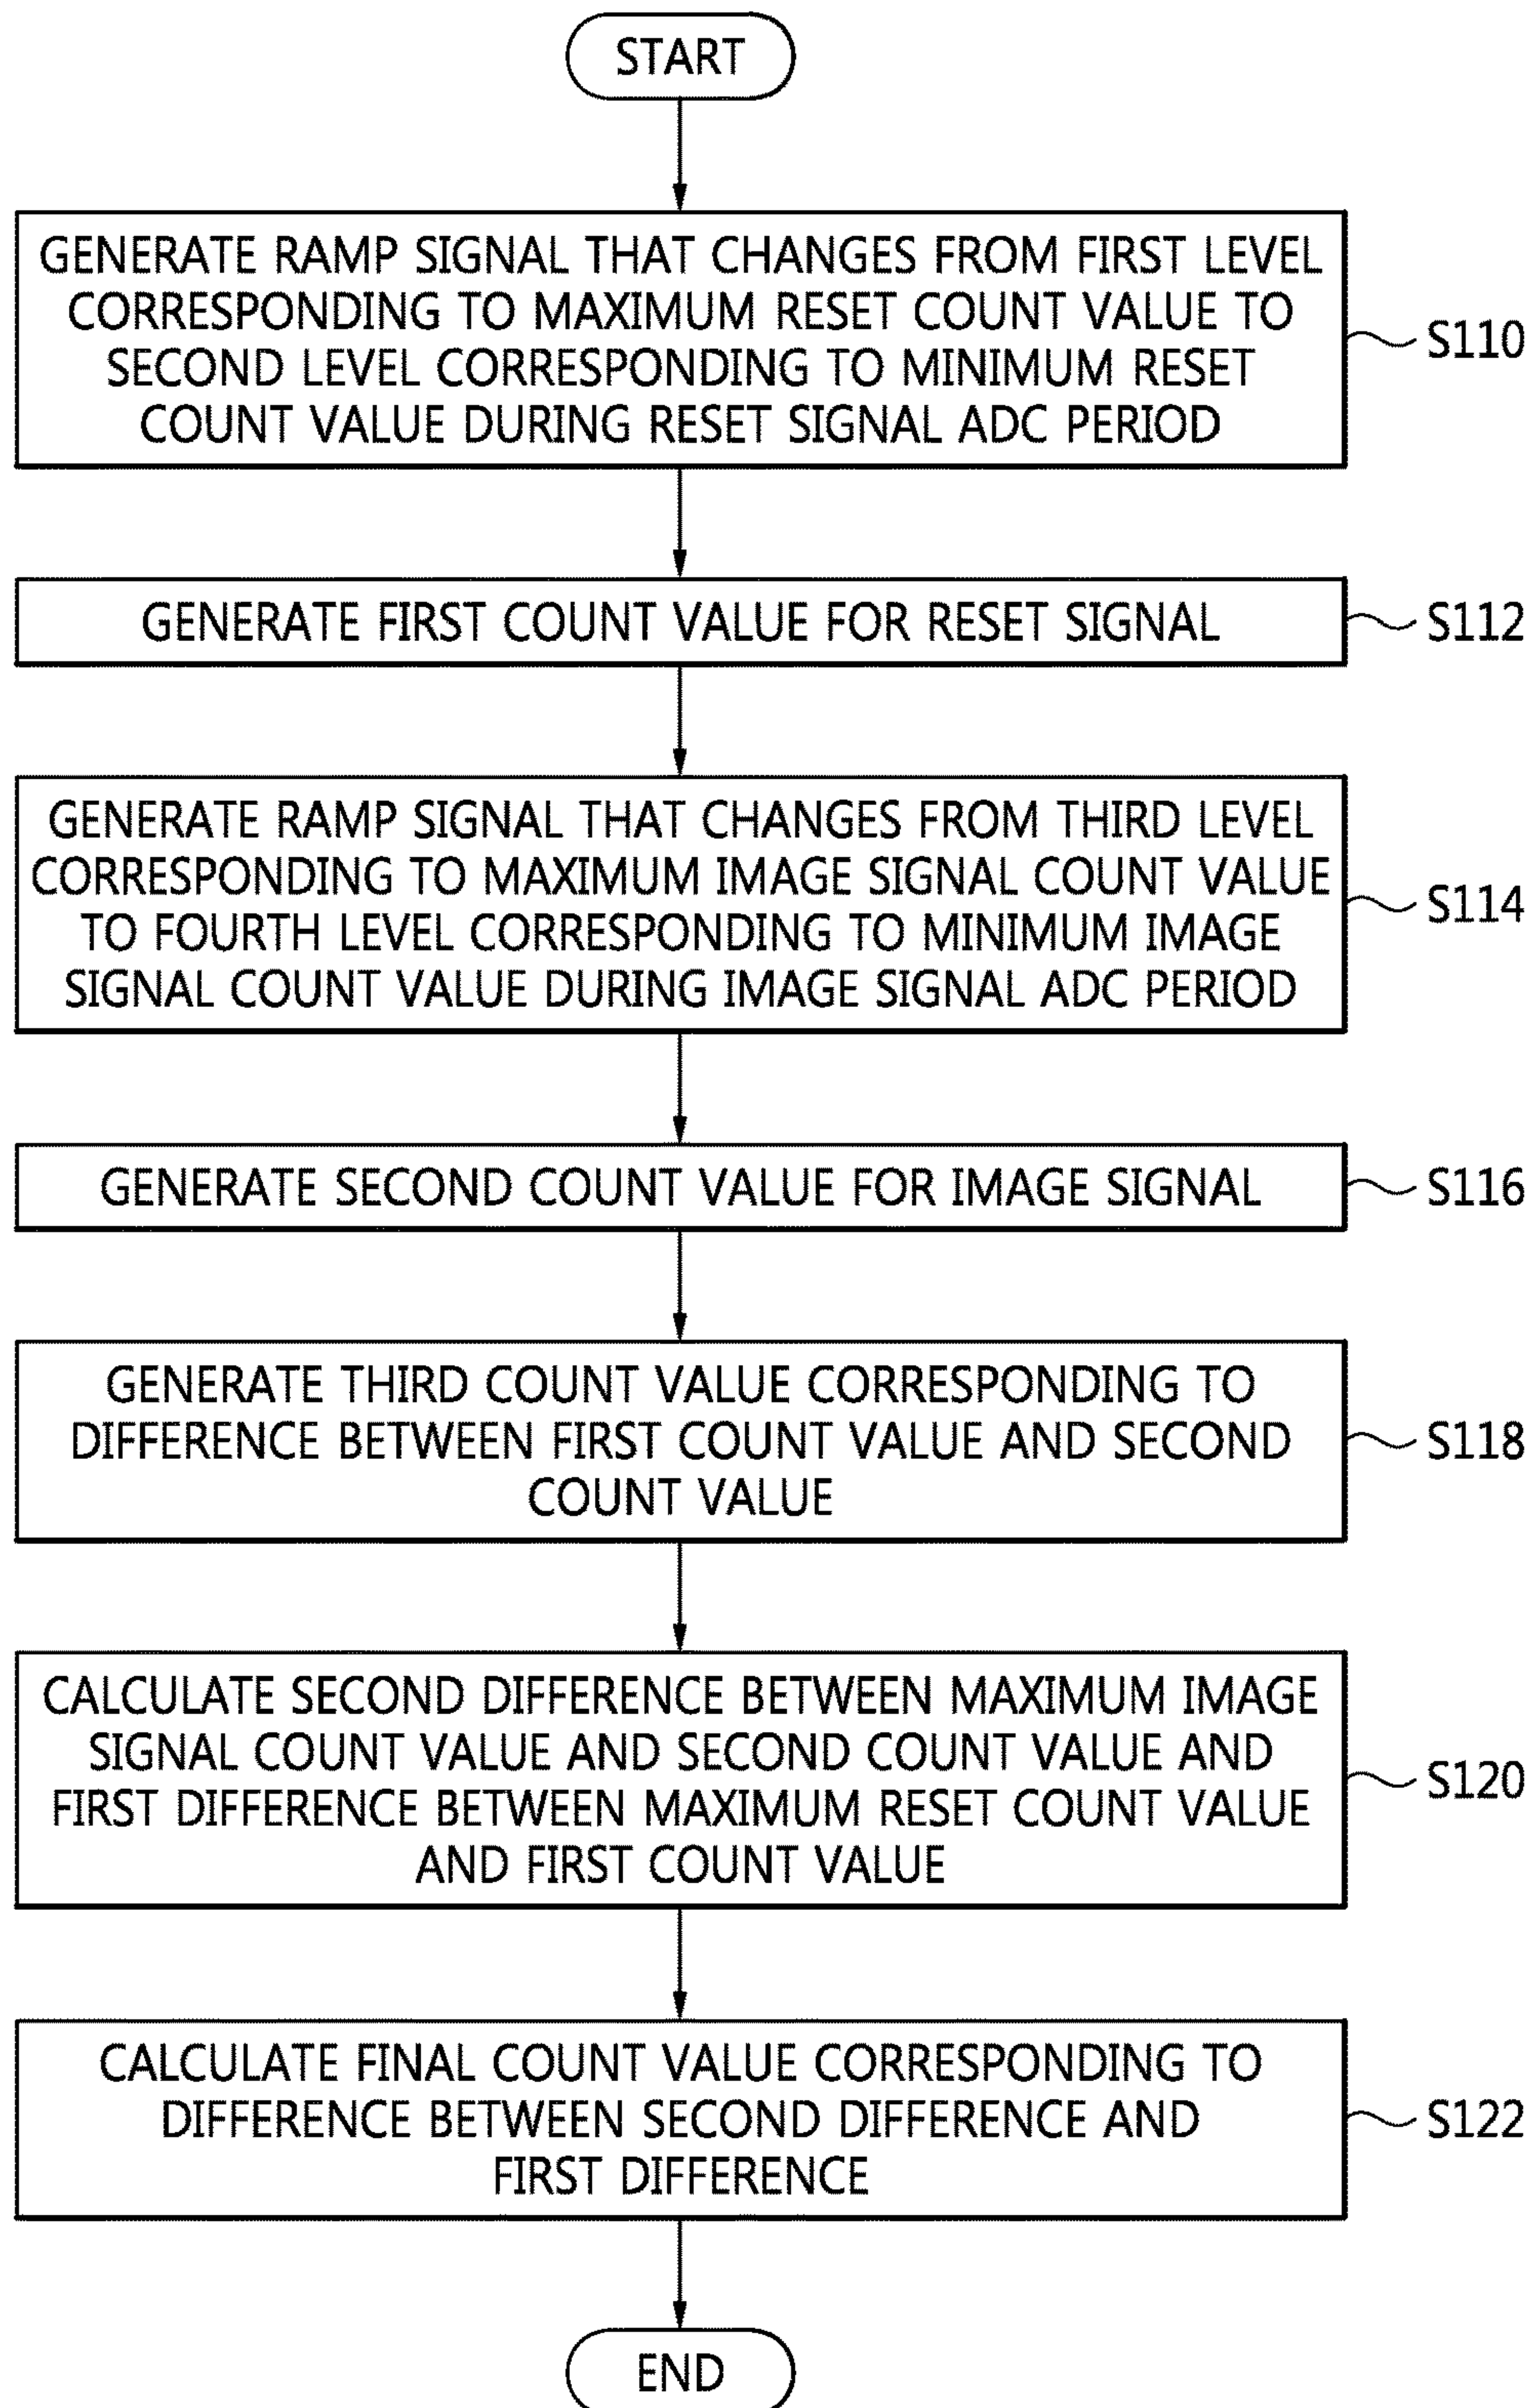 START
GENERATE RAMP SIGNAL THAT CHANGES FROM FIRST LEVEL
CORRESPONDING TO MAXIMUM RESET COUNT VALUE TO
SECOND LEVEL CORRESPONDING TO MINIMUM RESET
COUNT VALUE DURING RESET SIGNAL ADC PERIOD
S110
GENERATE FIRST COUNT VALUE FOR RESET SIGNAL
S112
GENERATE RAMP SIGNAL THAT CHANGES FROM THIRD LEVEL
CORRESPONDING TO MAXIMUM IMAGE SIGNAL COUNT VALUE
TO FOURTH LEVEL CORRESPONDING TO MINIMUM IMAGE
SIGNAL COUNT VALUE DURING IMAGE SIGNAL ADC PERIOD
S114
GENERATE SECOND COUNT VALUE FOR IMAGE SIGNAL
S116
GENERATE THIRD COUNT VALUE CORRESPONDING TO
DIFFERENCE BETWEEN FIRST COUNT VALUE AND SECOND
COUNT VALUE
S118
CALCULATE SECOND DIFFERENCE BETWEEN MAXIMUM IMAGE
SIGNAL COUNT VALUE AND SECOND COUNT VALUE AND
FIRST DIFFERENCE BETWEEN MAXIMUM RESET COUNT VALUE
AND FIRST COUNT VALUE
S120
CALCULATE FINAL COUNT VALUE CORRESPONDING TO
DIFFERENCE BETWEEN SECOND DIFFERENCE AND
FIRST DIFFERENCE
S122
END